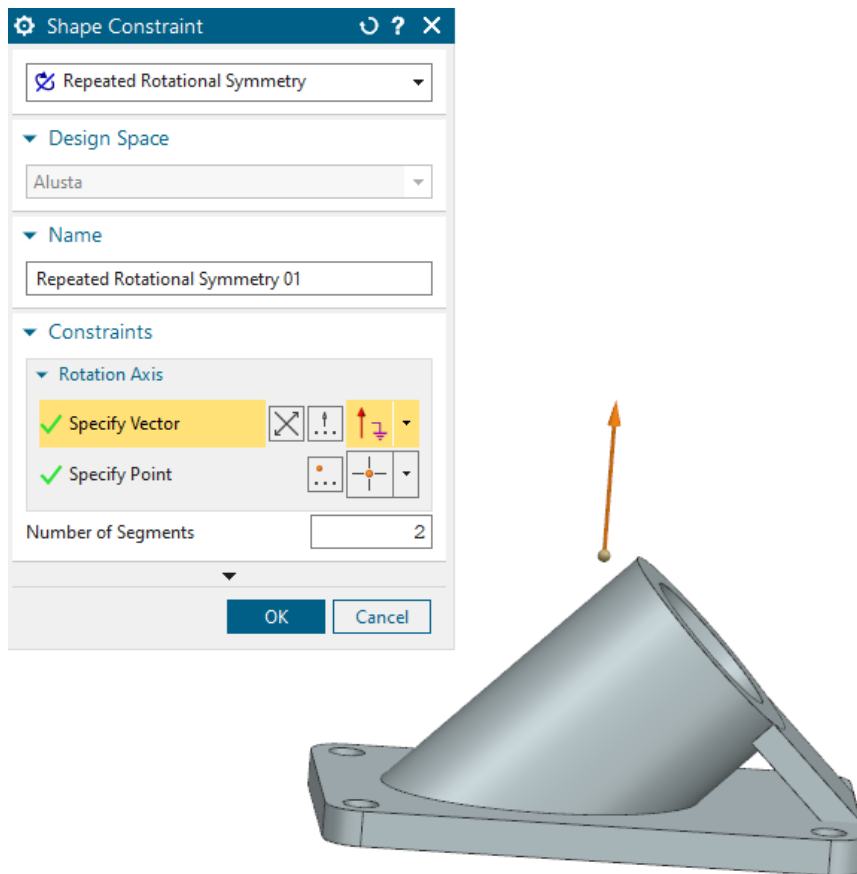 Shape Constraint
Repeated Rotational Symmetry
Design Space
Alusta
Name
Repeated Rotational Symmetry 01
Constraints
Rotation Axis
Specify Vector
Specify Point
Number of Segments 2
OK Cancel